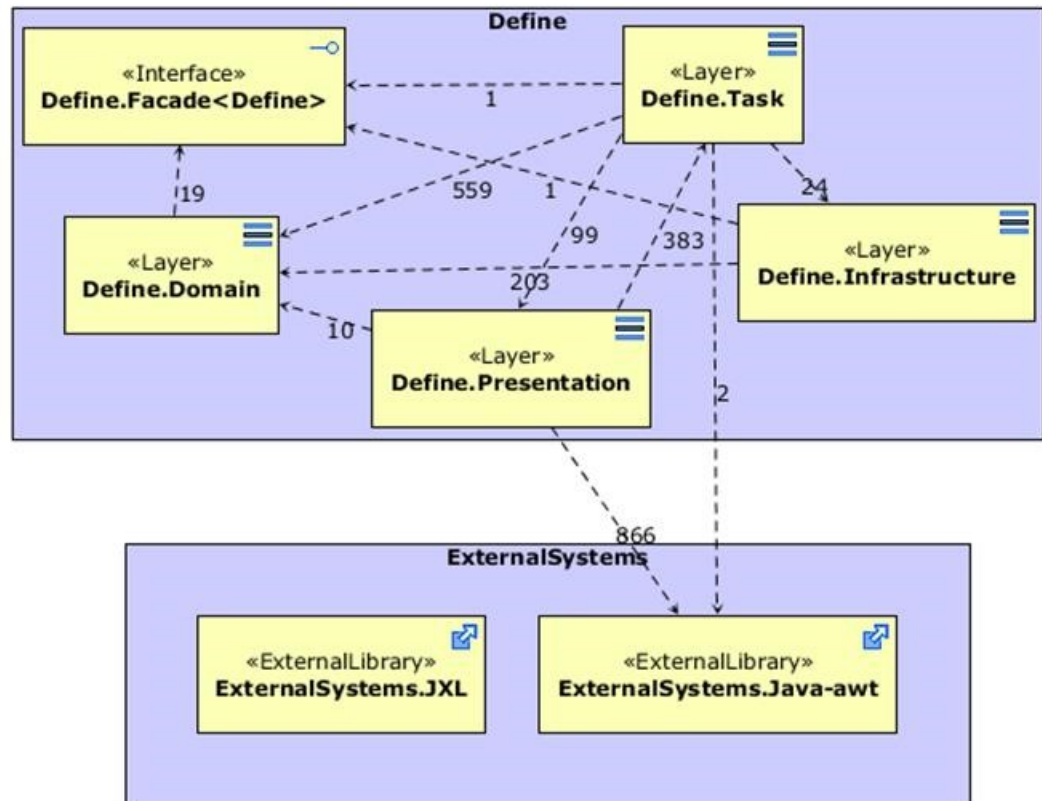 Define
«Interface»
Define.Facade<Define>
«Layer»
Define.Task
1
19
559
1
24
99
383
«Layer»
Define.Domain
«Layer»
Define.Infrastructure
203
10
«Layer»
Define.Presentation
2
866
ExternalSystems
«ExternalLibrary»
ExternalSystems.JXL
«ExternalLibrary»
ExternalSystems.Java-awt